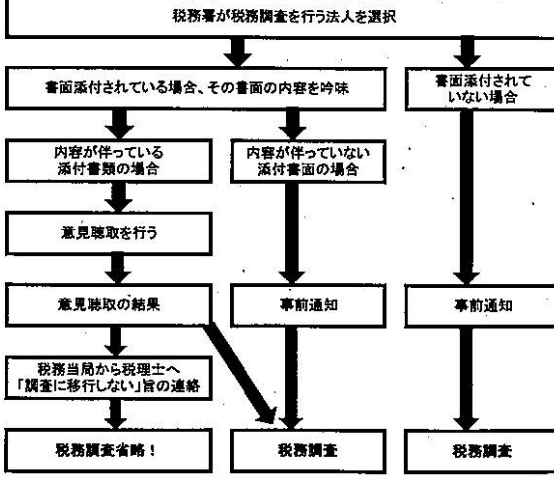 税務署が税務調査を行う法人を選択
書面添付されている場合、その書面の内容を吟味
書面添付されて
いない場合
内容が伴っている
添付書類の場合
内容が伴っていない
添付書面の場合
意見聴取を行う
意見聴取の結果
事前通知
事前通知
税務当局から税理士へ
「調査に移行しない」旨の連絡
税務調査省略！
税務調査
税務調査